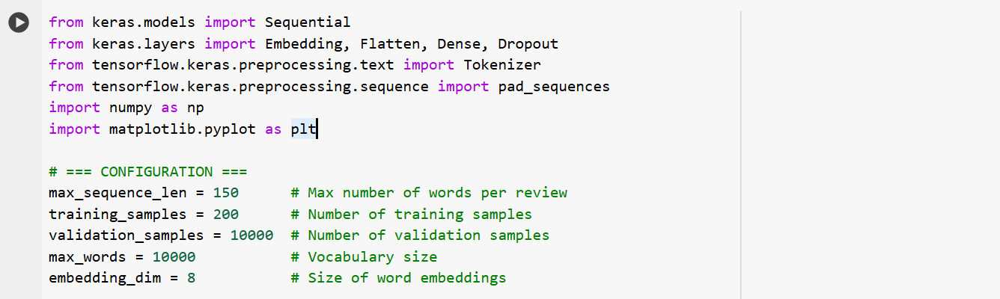 from keras.models import Sequential
from keras.layers import Embedding, Flatten, Dense, Dropout
from tensorflow.keras.preprocessing.text import Tokenizer
from tensorflow.keras.preprocessing.sequence import pad_sequences
import numpy as np
import matplotlib.pyplot as plt
# === CONFIGURATION ===
max_sequence_len = 150      # Max number of words per review
training_samples = 200      # Number of training samples
validation_samples = 10000  # Number of validation samples
max_words = 10000           # Vocabulary size
embedding_dim = 8           # Size of word embeddings